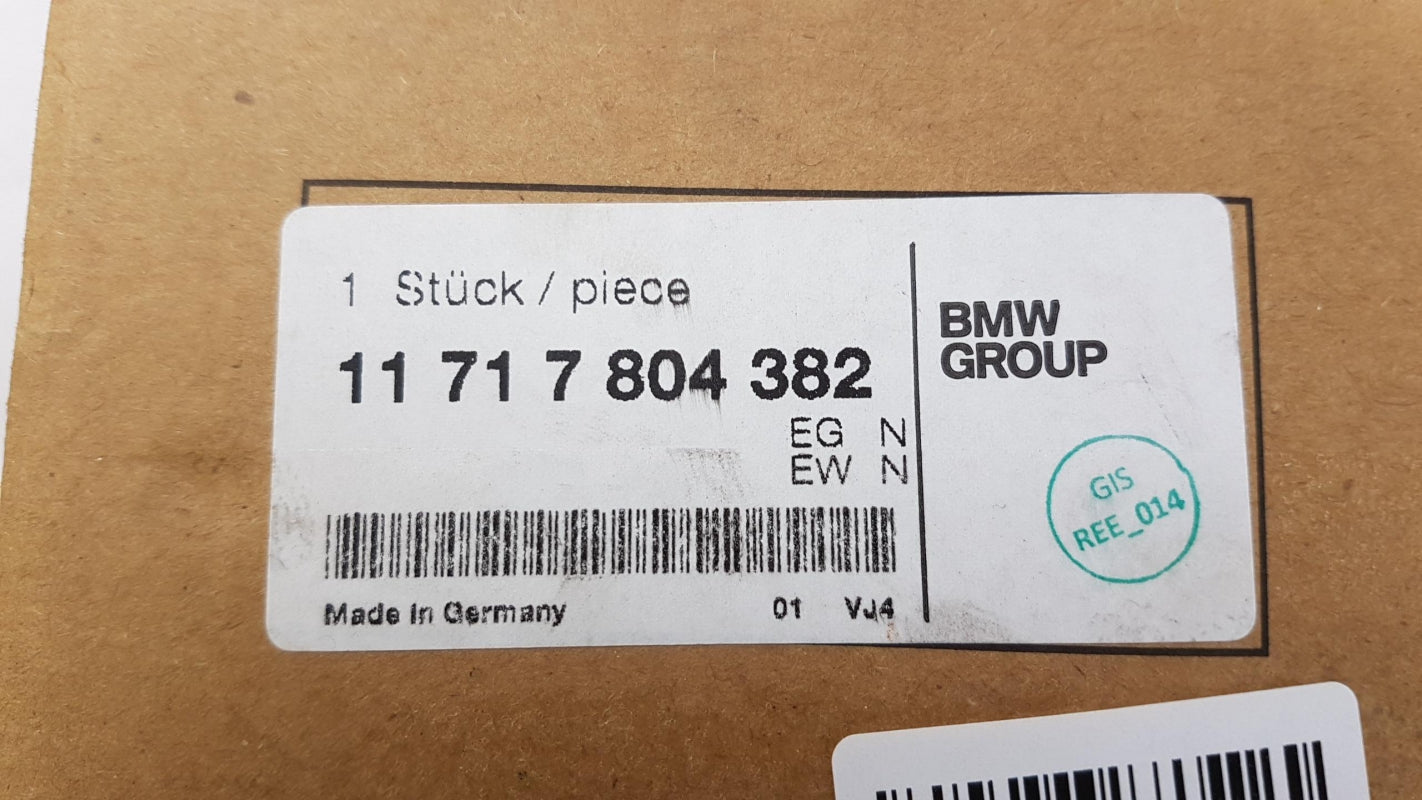 1 Stück / piece
11 71 7 804 382
EG N
EW N
Made In Germany 01 VJ4
BMW
GROUP
GIS
REE_014